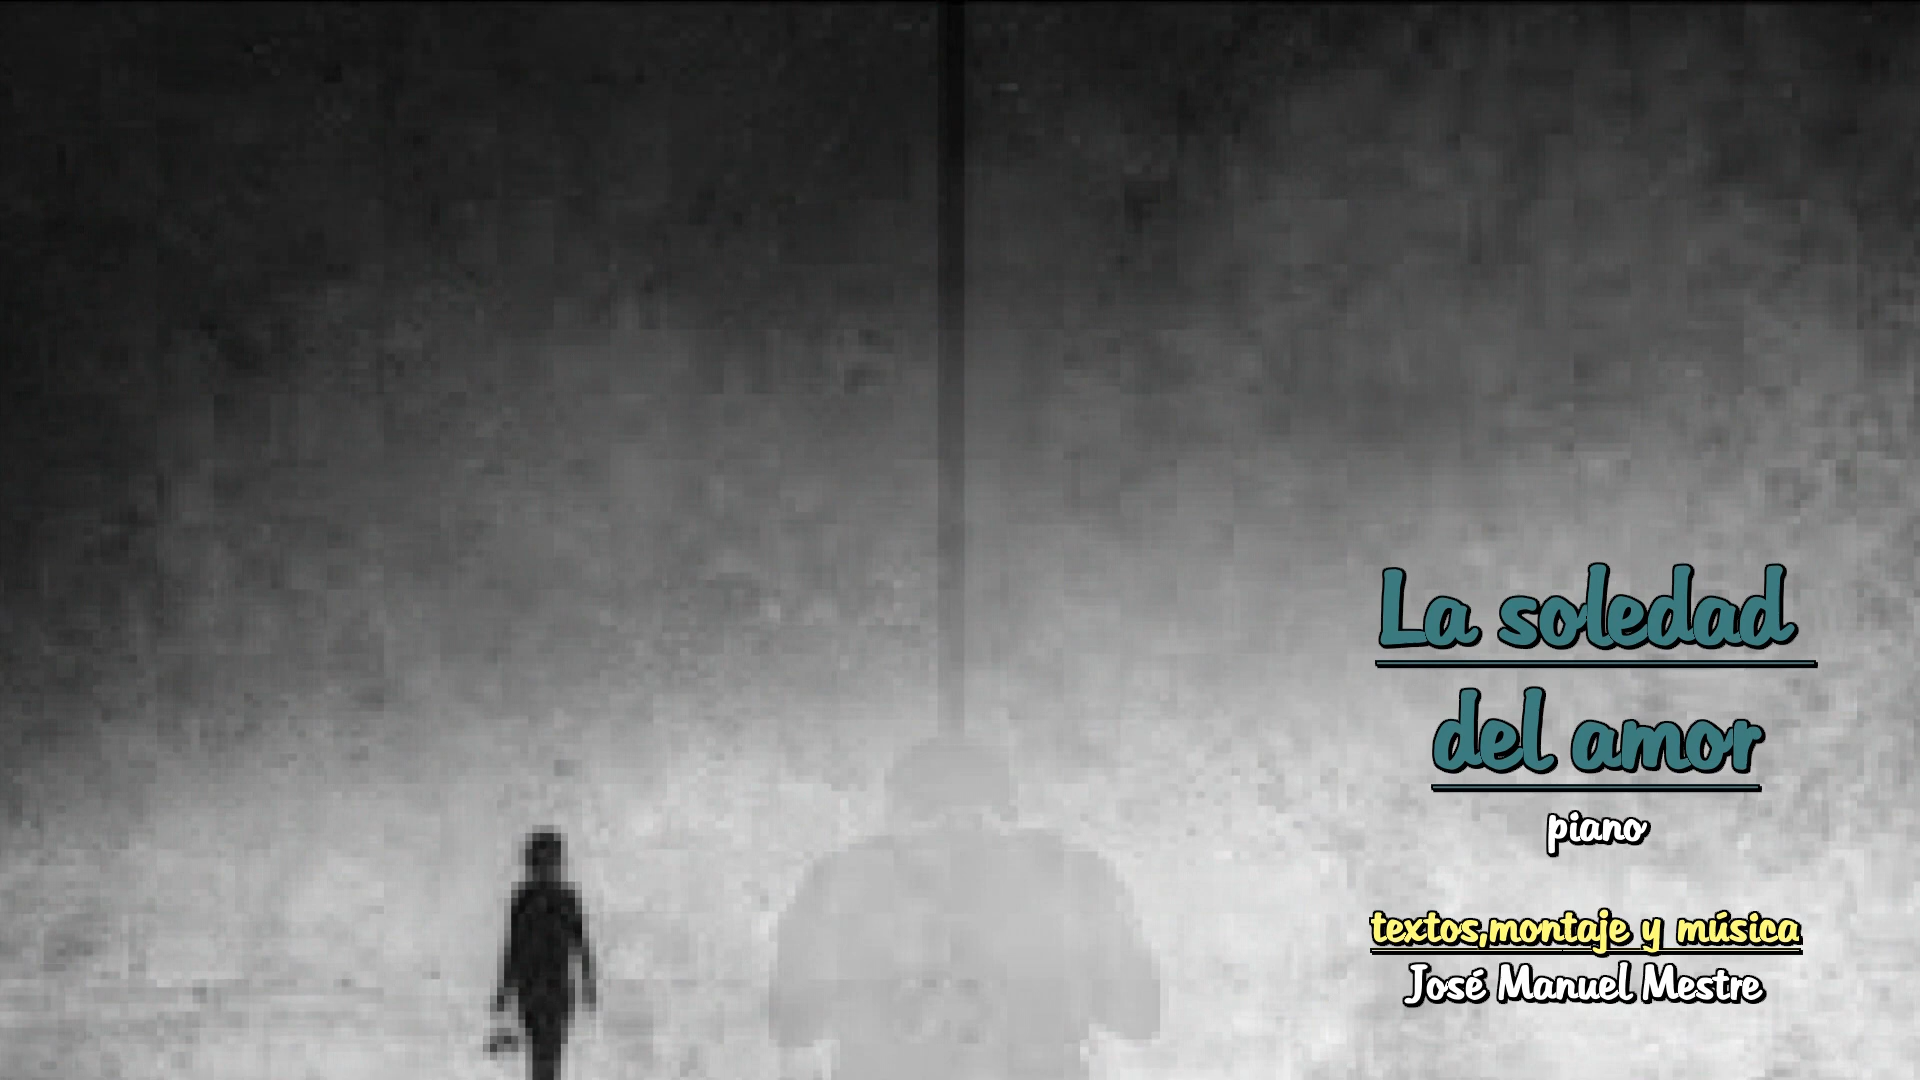 La soledad
del amor
piano
textos,montaje y música
José Manuel Mestre